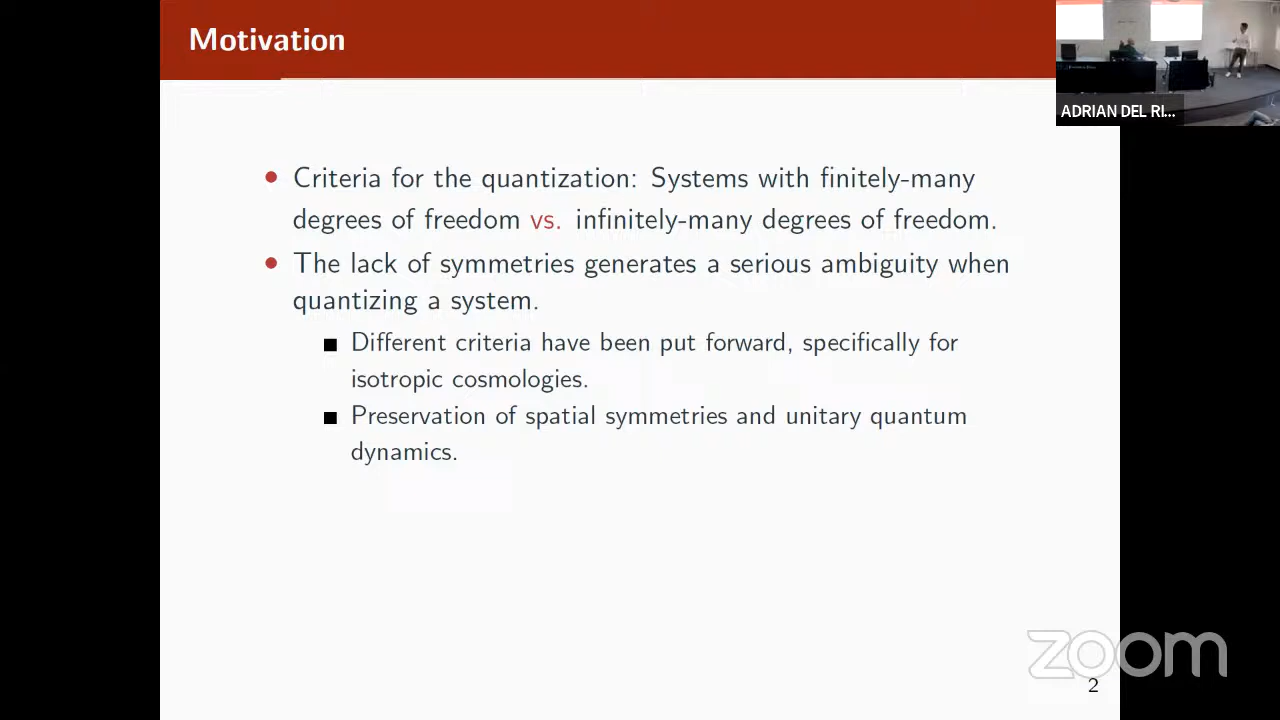 Motivation
ADRIAN DEL RI...
• Criteria for the quantization: Systems with finitely-many
degrees of freedom vs. infinitely-many degrees of freedom.
• The lack of symmetries generates a serious ambiguity when
quantizing a system.
■ Different criteria have been put forward, specifically for
isotropic cosmologies.
■ Preservation of spatial symmetries and unitary quantum
dynamics.
zoom
2